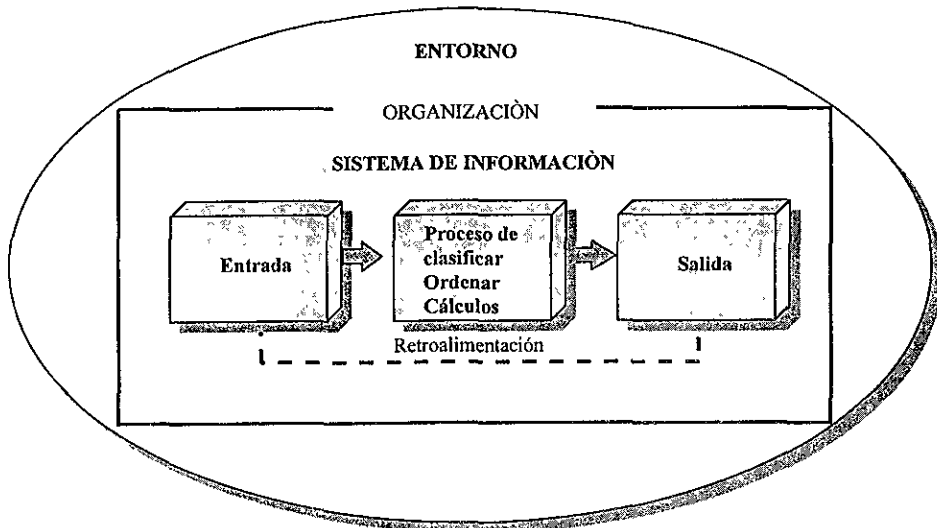 ENTORNO
ORGANIZACIÒN
SISTEMA DE INFORMACIÒN
Entrada
Proceso de
clasificar
Ordenar
Cálculos
Salida
Retroalimentación